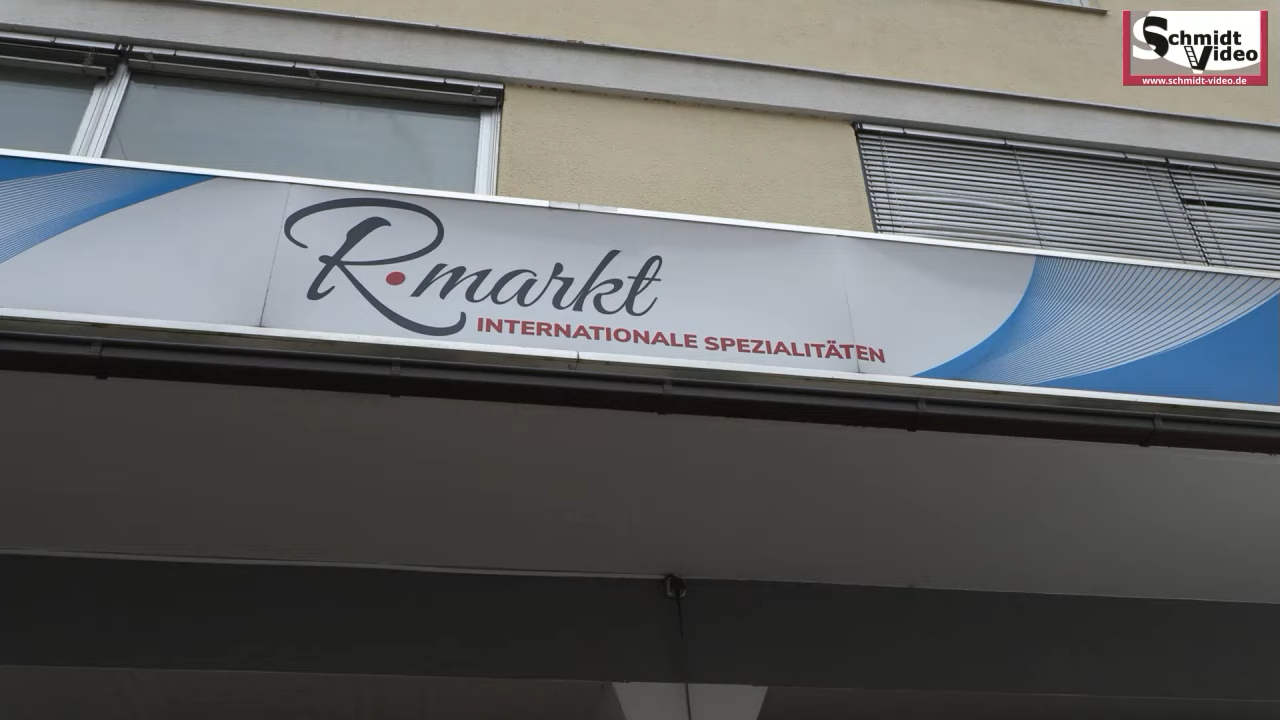 Schmidt
Video
www.schmidt-video.de
R.markt
INTERNATIONALE SPEZIALITÄTEN